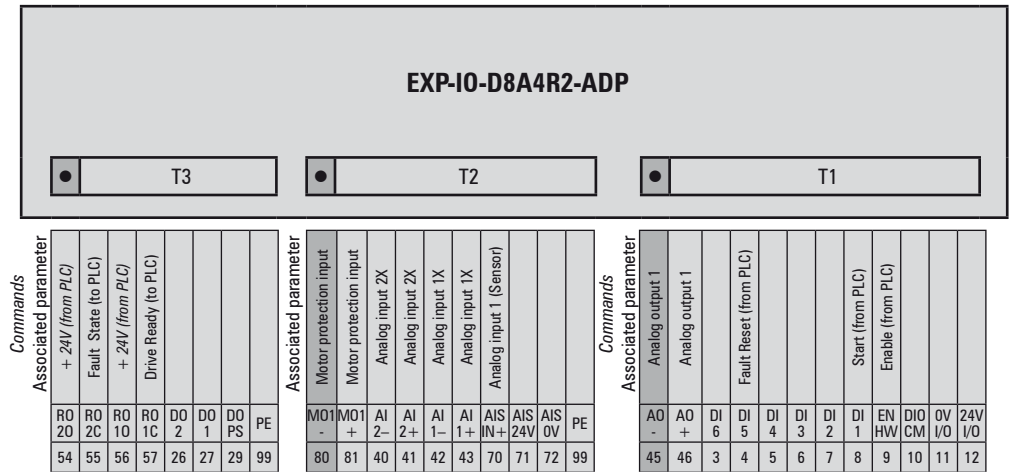 EXP-IO-D8A4R2-ADP
● T3
● T2
● T1
Commands
Associated parameter
+ 24V (from PLC)
Fault State (to PLC)
+ 24V (from PLC)
Drive Ready (to PLC)
RO 20 RO 2C RO 10 RO 1C DO 2 DO 1 DO PS PE
54 55 56 57 26 27 29 99
Associated parameter
Motor protection input
Motor protection input
Analog input 2X
Analog input 2X
Analog input 1X
Analog input 1X
Analog input 1 (Sensor)
MO1 - MO1 + AI 2– AI 2+ AI 1– AI 1+ AIS IN+ AIS 24V AIS 0V PE
80 81 40 41 42 43 70 71 72 99
Commands
Associated parameter
Analog output 1
Analog output 1
Fault Reset (from PLC)
Start (from PLC)
Enable (from PLC)
AO - AO + DI 6 DI 5 DI 4 DI 3 DI 2 DI 1 EN HW DIO CM 0V I/O 24V I/O
45 46 3 4 5 6 7 8 9 10 11 12